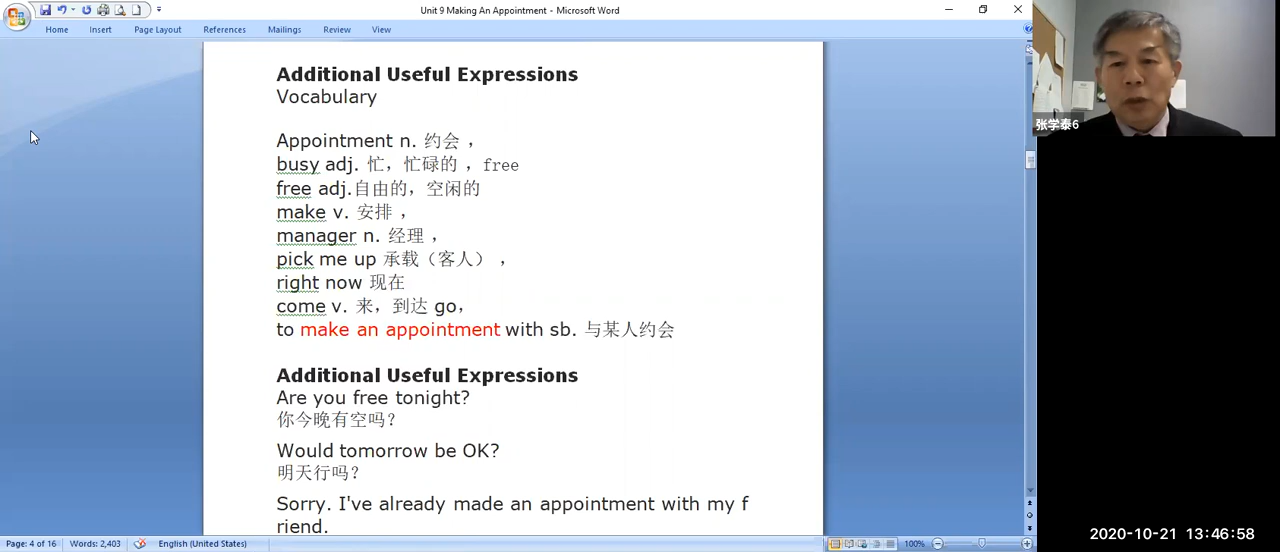 Unit 9 Making An Appointment - Microsoft Word
Home Insert Page Layout References Mailings Review View
Additional Useful Expressions
Vocabulary
Appointment n. 约会 ，
busy adj. 忙，忙碌的 ，free
free adj.自由的，空闲的
make v. 安排 ，
manager n. 经理 ，
pick me up 承载（客人） ，
right now 现在
come v. 来，到达 go，
to make an appointment with sb. 与某人约会
Additional Useful Expressions
Are you free tonight?
你今晚有空吗?
Would tomorrow be OK?
明天行吗?
Sorry. I've already made an appointment with my f
riend.
张学泰6
Page: 4 of 16 Words: 2,403 English (United States) 100%
2020-10-21 13:46:58